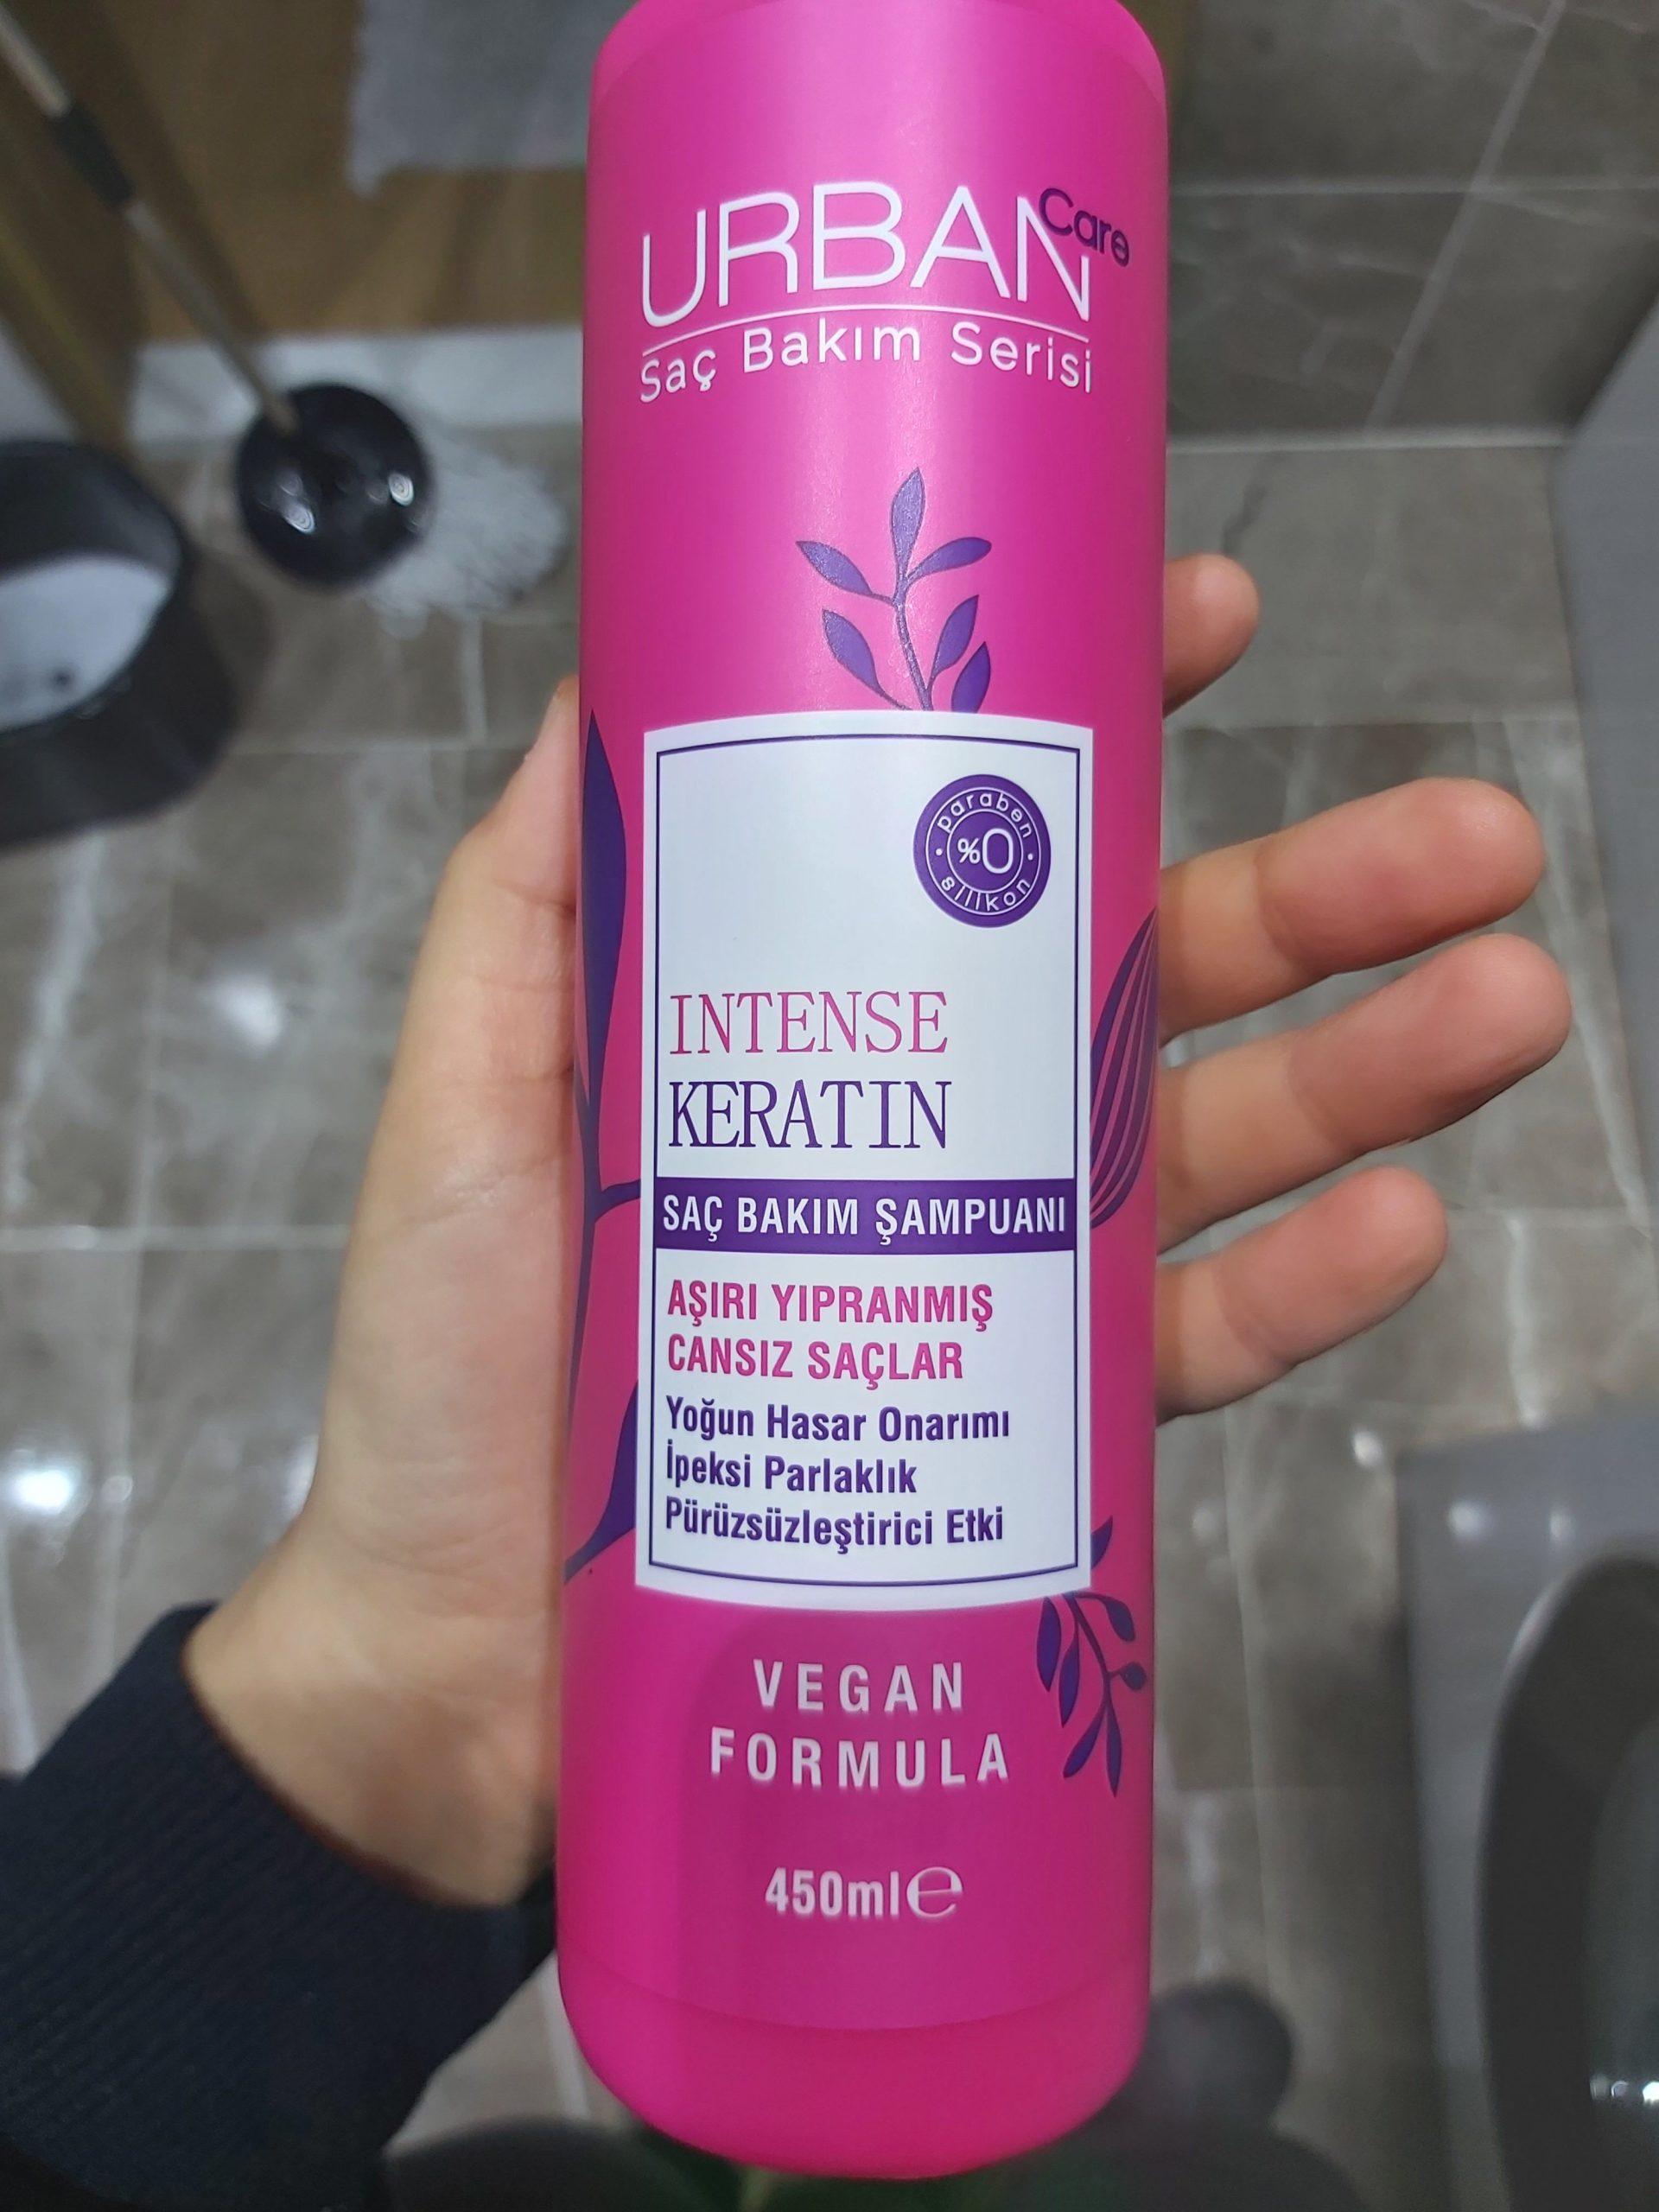 URBAN Care
Saç Bakım Serisi
paraben
%0
silikon
INTENSE
KERATIN
SAÇ BAKIM ŞAMPUANI
AŞIRI YIPRANMIŞ
CANSIZ SAÇLAR
Yoğun Hasar Onarımı
İpeksi Parlaklık
Pürüzsüzleştirici Etki
VEGAN
FORMULA
450ml℮